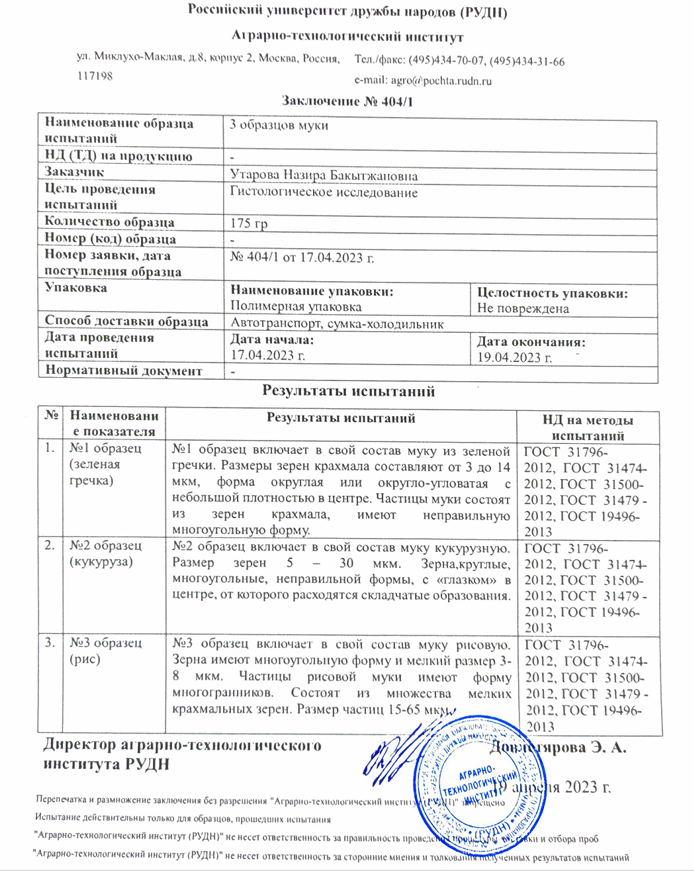 Российский университет дружбы народов (РУДН)
Аграрно-технологический институт
ул. Миклухо-Маклая, д.8, корпус 2, Москва, Россия,
117198
Тел./факс: (495)434-70-07, (495)434-31-66
e-mail: agro@pochta.rudn.ru
Заключение № 404/1
Наименование образца
испытаний
3 образцов муки
НД (ТД) на продукцию
-
Заказчик
Утарова Назира Бакытжановна
Цель проведения
испытаний
Гистологическое исследование
Количество образца
175 гр
Номер (код) образца
-
Номер заявки, дата
поступления образца
№ 404/1 от 17.04.2023 г.
Упаковка
Наименование упаковки:
Полимерная упаковка
Целостность упаковки:
Не повреждена
Способ доставки образца
Автотранспорт, сумка-холодильник
Дата проведения
испытаний
Дата начала:
17.04.2023 г.
Дата окончания:
19.04.2023 г.
Нормативный документ
-
Результаты испытаний
№
Наименовани
е показателя
Результаты испытаний
НД на методы
испытаний
1.
№1 образец
(зеленая
гречка)
№1 образец включает в свой состав муку из зеленой
гречки. Размеры зерен крахмала составляют от 3 до 14
мкм, форма округлая или округло-угловатая с
небольшой плотностью в центре. Частицы муки состоят
из зерен крахмала, имеют неправильную
многоугольную форму.
ГОСТ 31796-
2012, ГОСТ 31474-
2012, ГОСТ 31500-
2012, ГОСТ 31479 -
2012, ГОСТ 19496-
2013
2.
№2 образец
(кукуруза)
№2 образец включает в свой состав муку кукурузную.
Размер зерен 5 – 30 мкм. Зерна,круглые,
многоугольные, неправильной формы, с «глазком» в
центре, от которого расходятся складчатые образования.
ГОСТ 31796-
2012, ГОСТ 31474-
2012, ГОСТ 31500-
2012, ГОСТ 31479 -
2012, ГОСТ 19496-
2013
3.
№3 образец
(рис)
№3 образец включает в свой состав муку рисовую.
Зерна имеют многоугольную форму и мелкий размер 3-
8 мкм. Частицы рисовой муки имеют форму
многогранников. Состоят из множества мелких
крахмальных зерен. Размер частиц 15-65 мкм.
ГОСТ 31796-
2012, ГОСТ 31474-
2012, ГОСТ 31500-
2012, ГОСТ 31479 -
2012, ГОСТ 19496-
2013
Директор аграрно-технологического
института РУДН
Довлетярова Э. А.
19 апреля 2023 г.
АГРАРНО-
ТЕХНОЛОГИЧЕСКИЙ
ИНСТИТУТ
(РУДН)
Перепечатка и размножение заключения без разрешения "Аграрно-технологический институт (РУДН)" запрещено
Испытание действительны только для образцов, прошедших испытания
"Аграрно-технологический институт (РУДН)" не несет ответственность за правильность проведения процедуры и отбора проб
"Аграрно-технологический институт (РУДН)" не несет ответственность за сторонние мнения и толкования полученных результатов испытаний